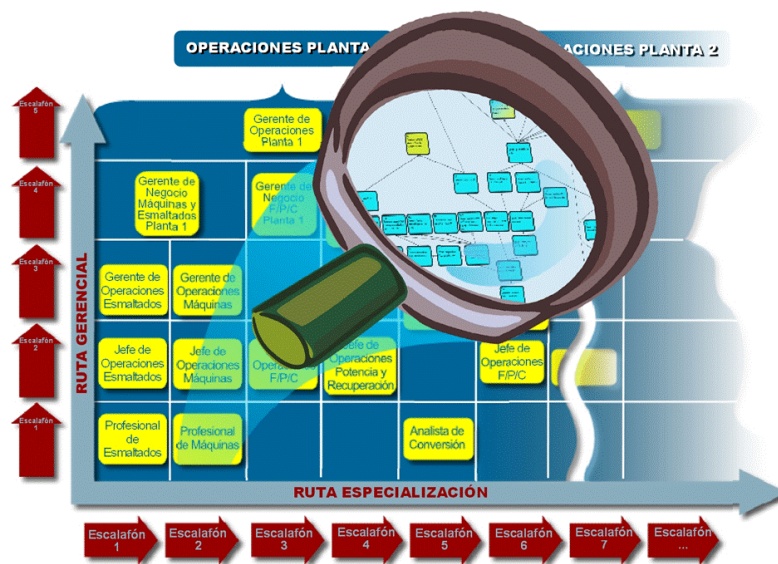 OPERACIONES PLANTA
ACIONES PLANTA 2
Escalafón
5
Gerente de
Operaciones
Planta 1
Escalafón
4
Gerente de
Negocio
Máquinas y
Esmaltados
Planta 1
Gerente de
Negocio
F/P/C
Planta 1
Escalafón
3
Gerente de
Operaciones
Esmaltados
Gerente de
Operaciones
Máquinas
RUTA GERENCIAL
Escalafón
2
Jefe de
Operaciones
Esmaltados
Jefe de
Operaciones
Máquinas
Operaciones
F/P/C
Jefe de
Operaciones
Potencia y
Recuperación
Jefe de
Operaciones
F/P/C
Escalafón
1
Profesional
de
Esmaltados
Profesional
de Máquinas
Analista de
Conversión
RUTA ESPECIALIZACIÓN
Escalafón
1
Escalafón
2
Escalafón
3
Escalafón
4
Escalafón
5
Escalafón
6
Escalafón
7
Escalafón
...